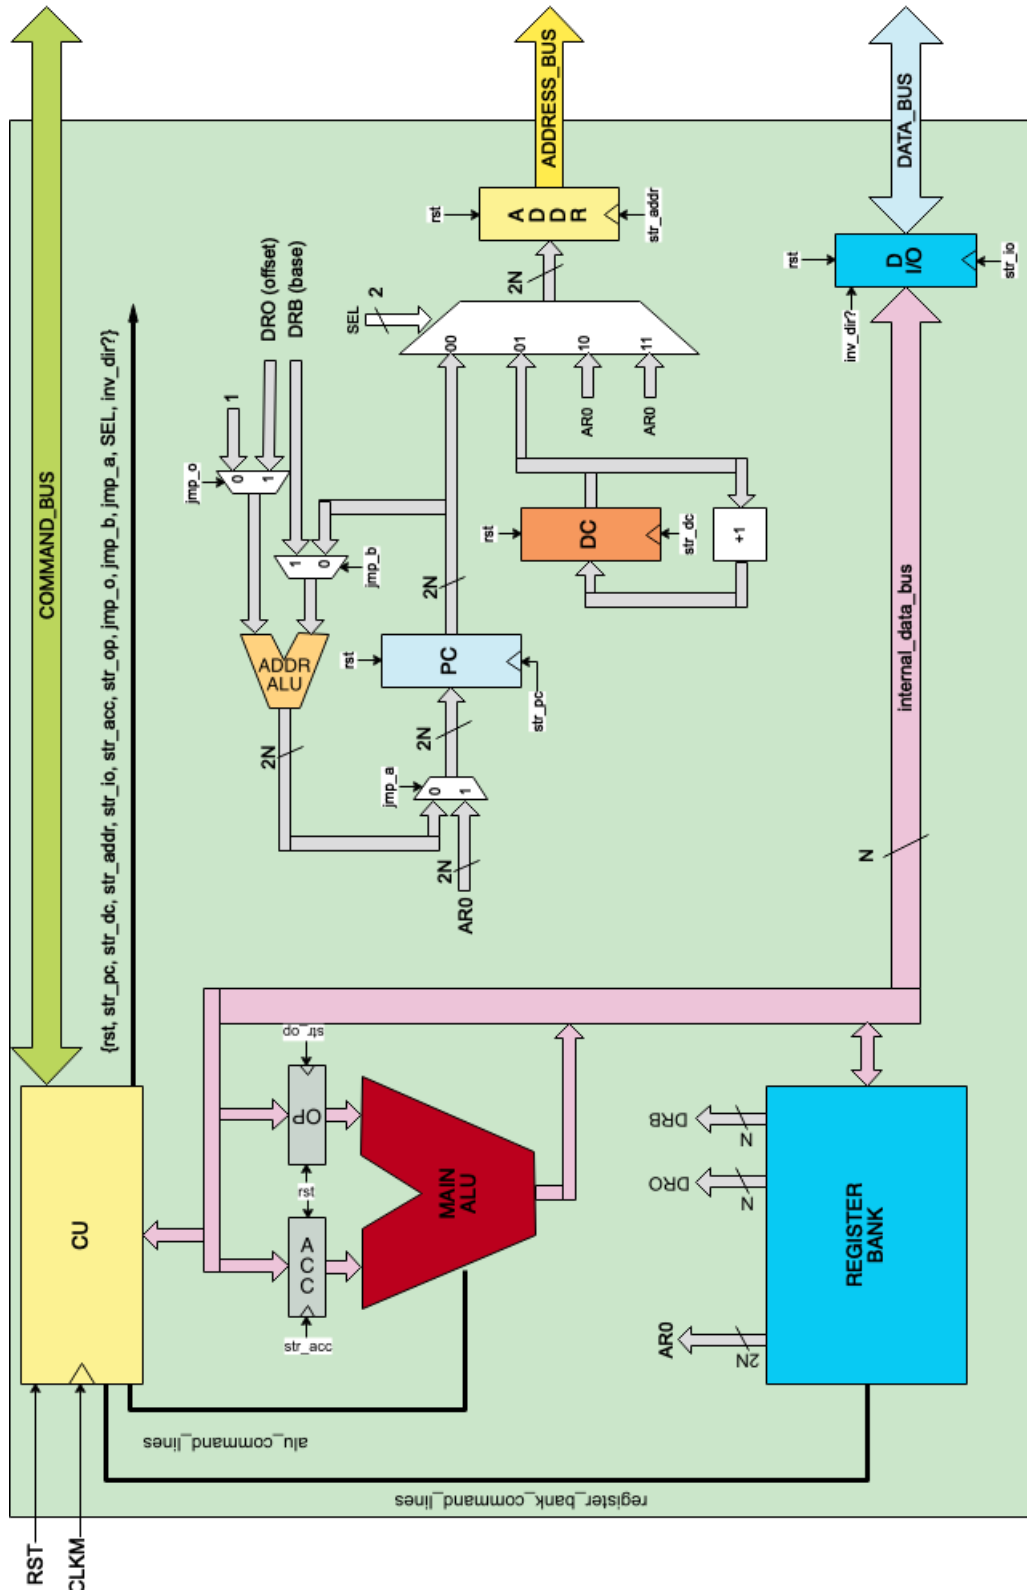 COMMAND_BUS
ADDRESS_BUS
DATA_BUS
{rst, str_pc, str_dc, str_addr, str_io, str_acc, str_op, jmp_o, jmp_b, jmp_a, SEL, inv_dir?}
RST
CLKM
CU
alu_command_lines
register_bank_command_lines
str_acc
A
C
C
rst
OP
str_op
MAIN
ALU
REGISTER
BANK
AR0
2N
DRO
N
DRB
N
internal_data_bus
N
AR0
2N
jmp_a
0
1
2N
2N
ADDR
ALU
rst
PC
str_pc
2N
jmp_o
0
1
1
DRO (offset)
DRB (base)
1
0
jmp_b
rst
DC
str_dc
+1
SEL
2
00
01
10
11
AR0
AR0
2N
rst
A
D
D
R
str_addr
rst
inv_dir?
D
I/O
str_io